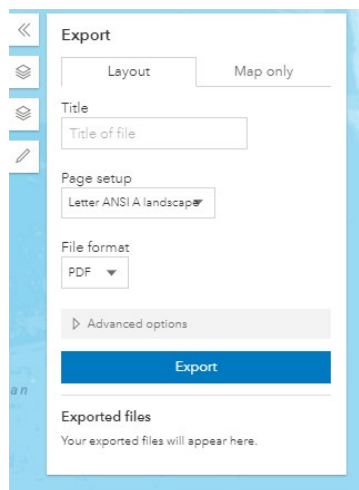 Export
Layout Map only
Title
Title of file
Page setup
Letter ANSI A landscape
File format
PDF
Advanced options
Export
an
Exported files
Your exported files will appear here.